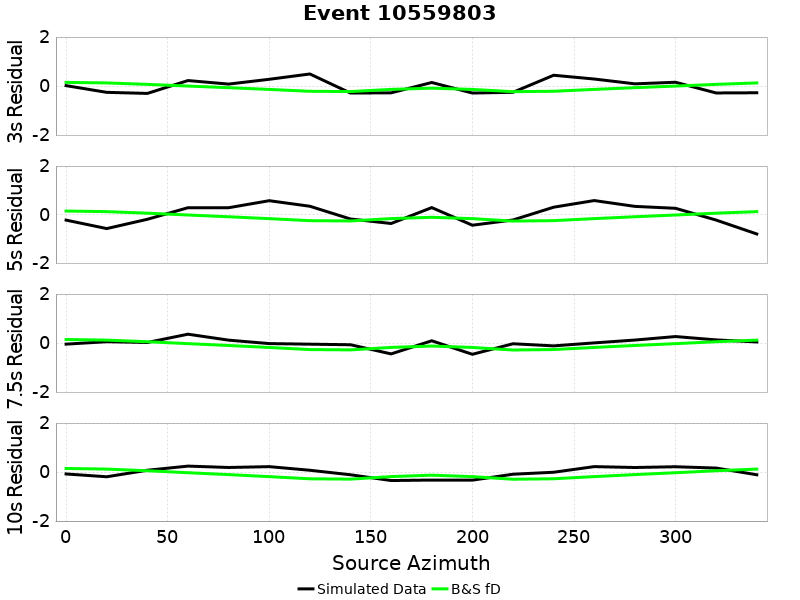 Event 10559803
3s Residual
2
0
-2
5s Residual
2
0
-2
7.5s Residual
2
0
-2
10s Residual
2
0
-2
0 50 100 150 200 250 300
Source Azimuth
Simulated Data B&S fD